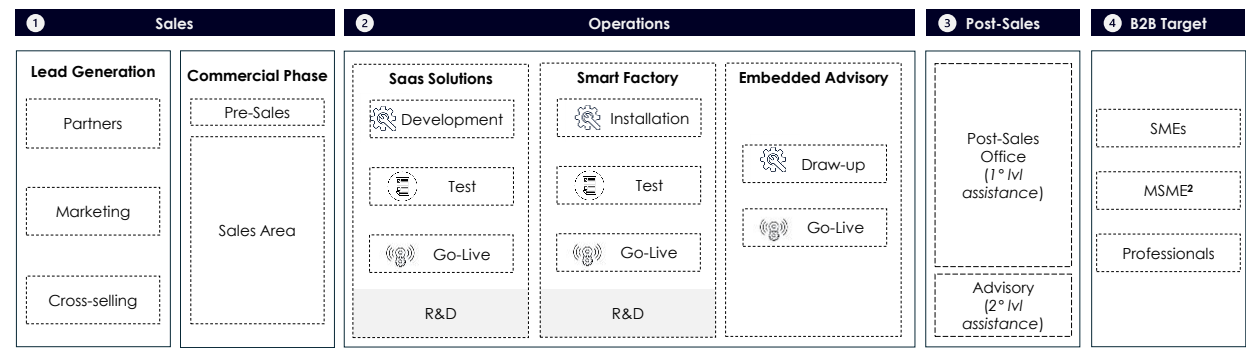 1 Sales
2 Operations
3 Post-Sales
4 B2B Target
Lead Generation
Partners
Marketing
Cross-selling
Commercial Phase
Pre-Sales
Sales Area
Saas Solutions
Development
Test
Go-Live
R&D
Smart Factory
Installation
Test
Go-Live
R&D
Embedded Advisory
Draw-up
Go-Live
Post-Sales
Office
(1° lvl
assistance)
Advisory
(2° lvl
assistance)
SMEs
MSME²
Professionals